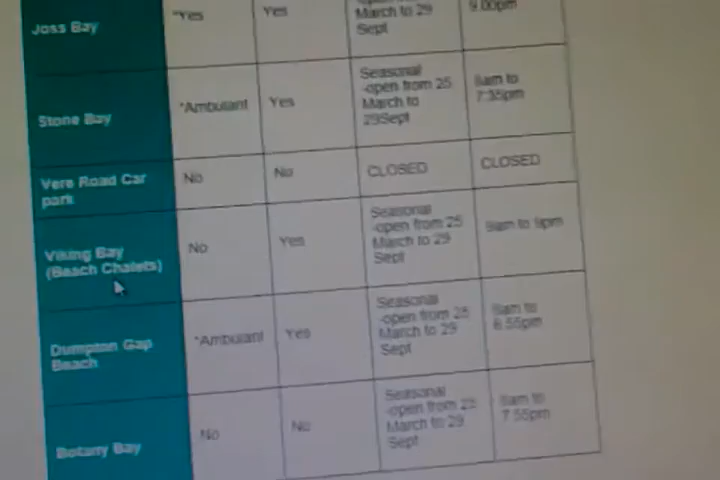 Joss Bay
*Yes
Yes
March to 29
Sept
9.00pm
Stone Bay
*Ambulant
Yes
Seasonal
-open from 25
March to
29Sept
8am to
7:35pm
Vere Road Car
park
No
No
CLOSED
CLOSED
Viking Bay
(Beach Chalets)
No
Yes
Seasonal
-open from 25
March to 29
Sept
8am to 9pm
Dumpton Gap
Beach
*Ambulant
Yes
Seasonal
-open from 25
March to 29
Sept
8am to
6.55pm
Botany Bay
No
No
Seasonal
-open from 25
March to 29
Sept
8am to
7.55pm